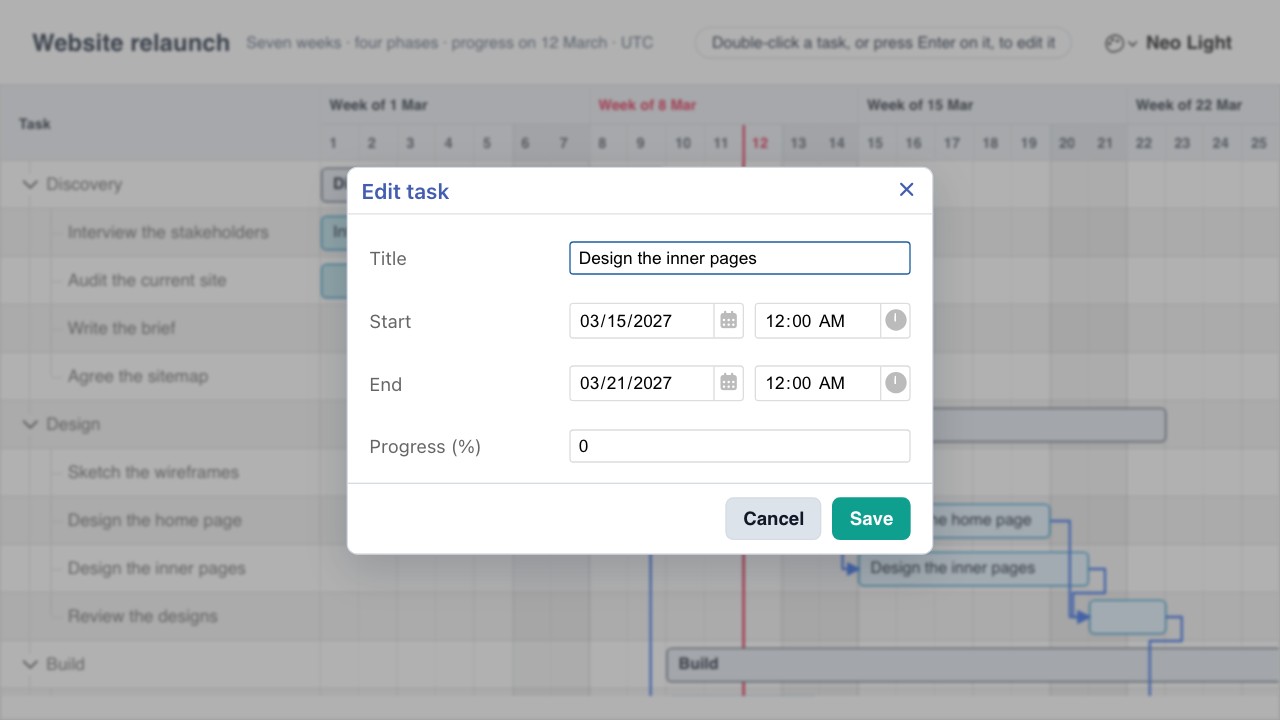 Website relaunch Seven weeks · four phases · progress on 12 March · UTC Double-click a task, or press Enter on it, to edit it Neo Light
Task Week of 1 Mar Week of 8 Mar Week of 15 Mar Week of 22 Mar
1 2 3 4 5 6 7 8 9 10 11 12 13 14 15 16 17 18 19 20 21 22 23 24 25
Discovery
Interview the stakeholders In
Audit the current site
Write the brief
Agree the sitemap
Design
Sketch the wireframes
Design the home page home page
Design the inner pages Design the inner pages
Review the designs
Build Build
Edit task
Title Design the inner pages
Start 03/15/2027 12:00 AM
End 03/21/2027 12:00 AM
Progress (%) 0
Cancel Save